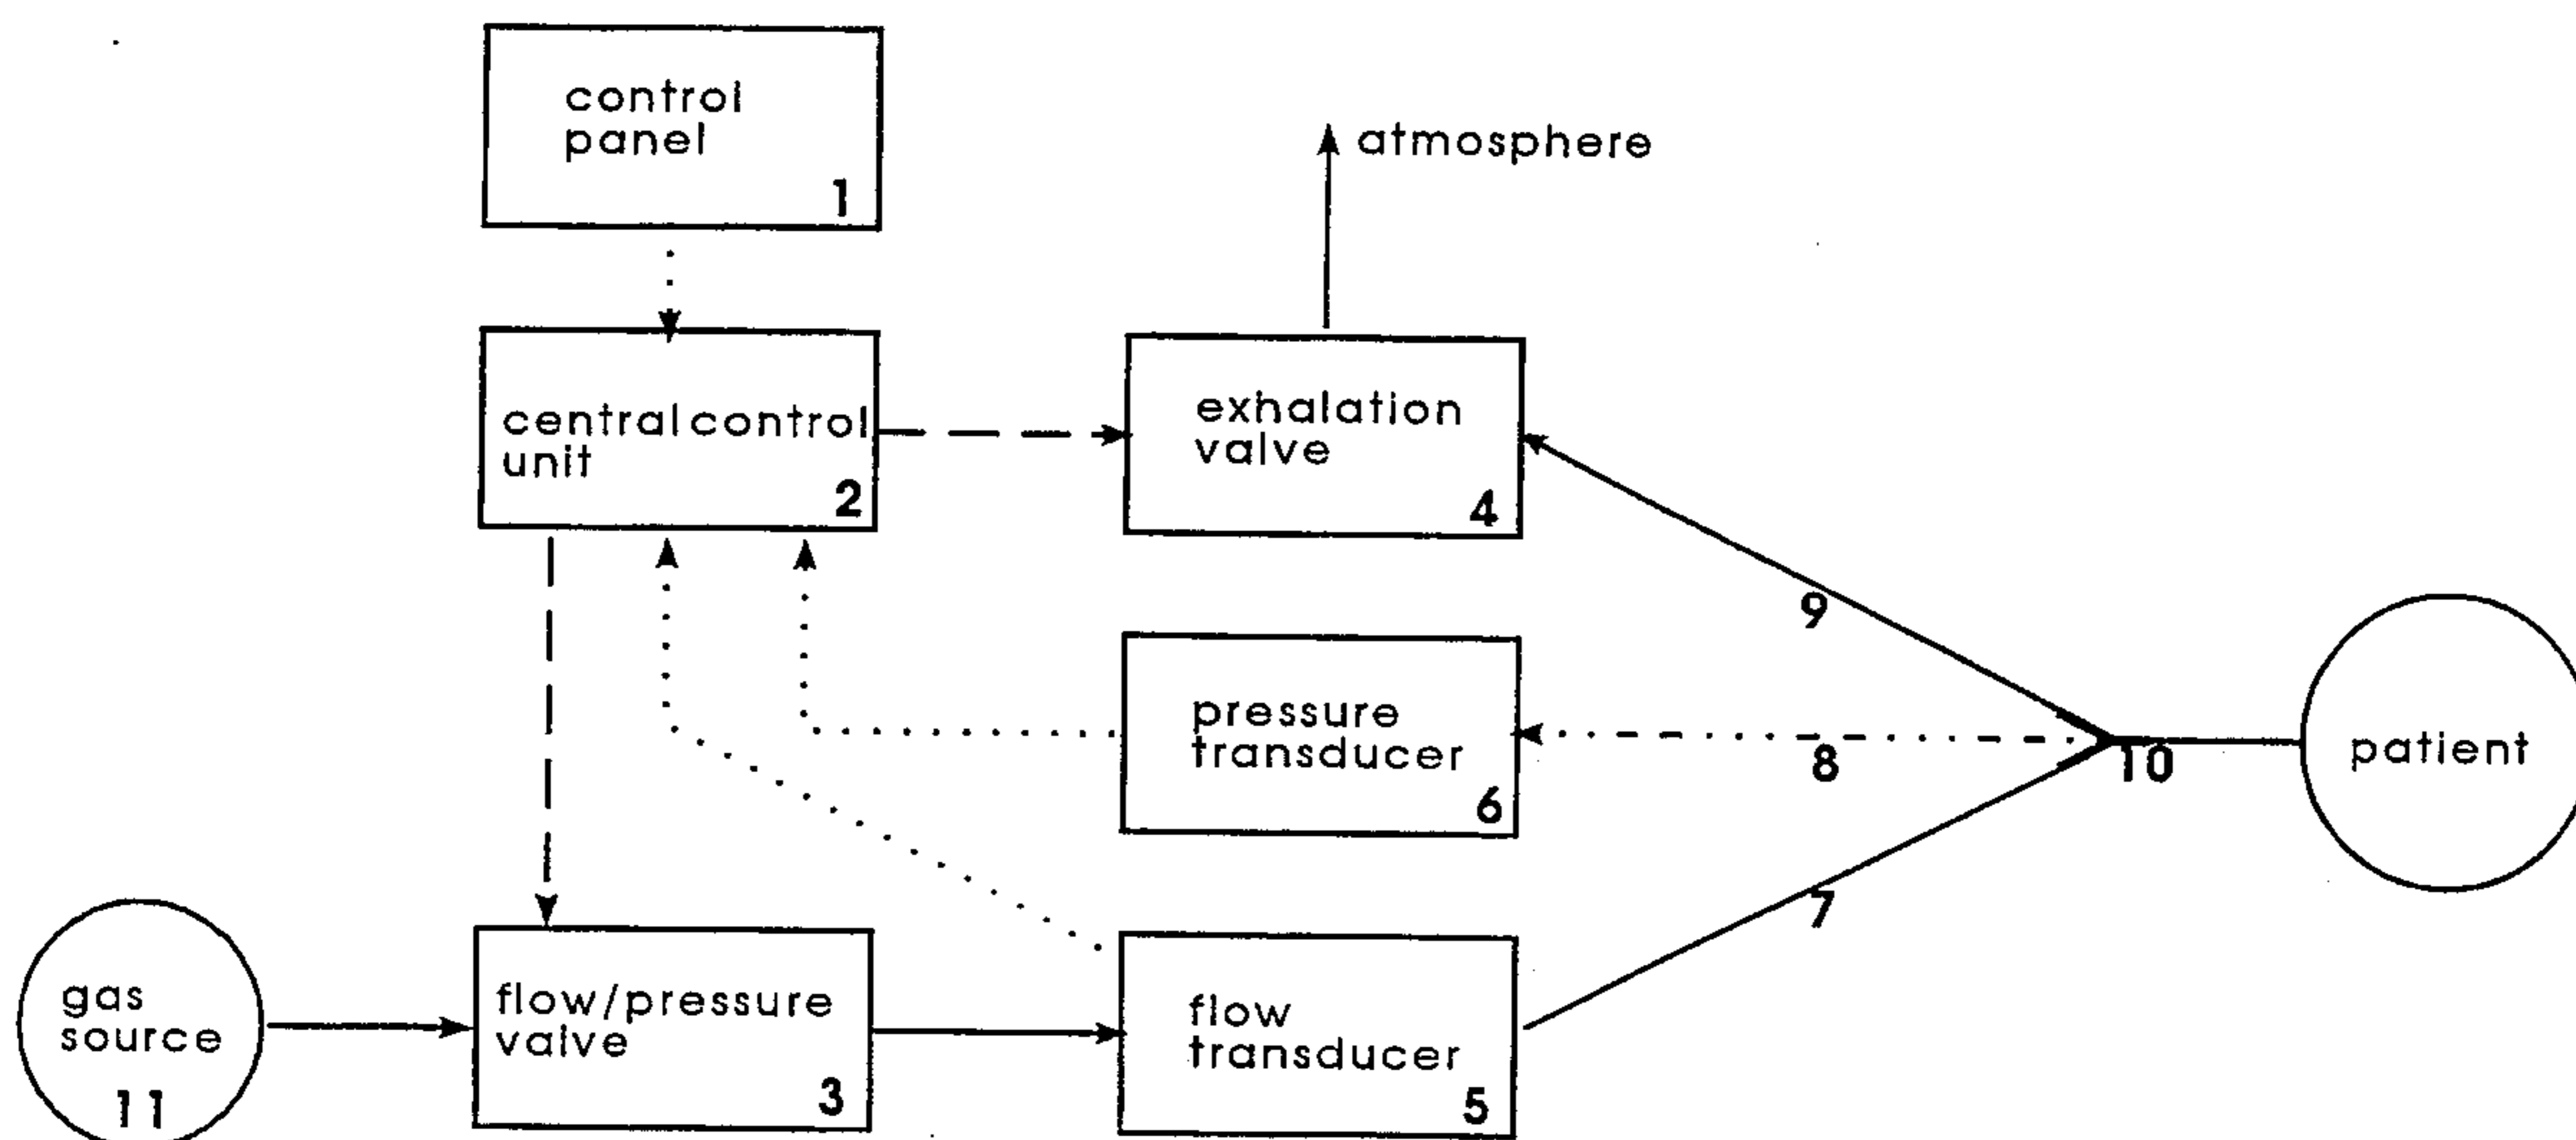 control
panel
1
atmosphere
central control
unit
2
exhalation
valve
4
9
pressure
transducer
6
8
10
patient
7
gas
source
11
flow/pressure
valve
3
flow
transducer
5